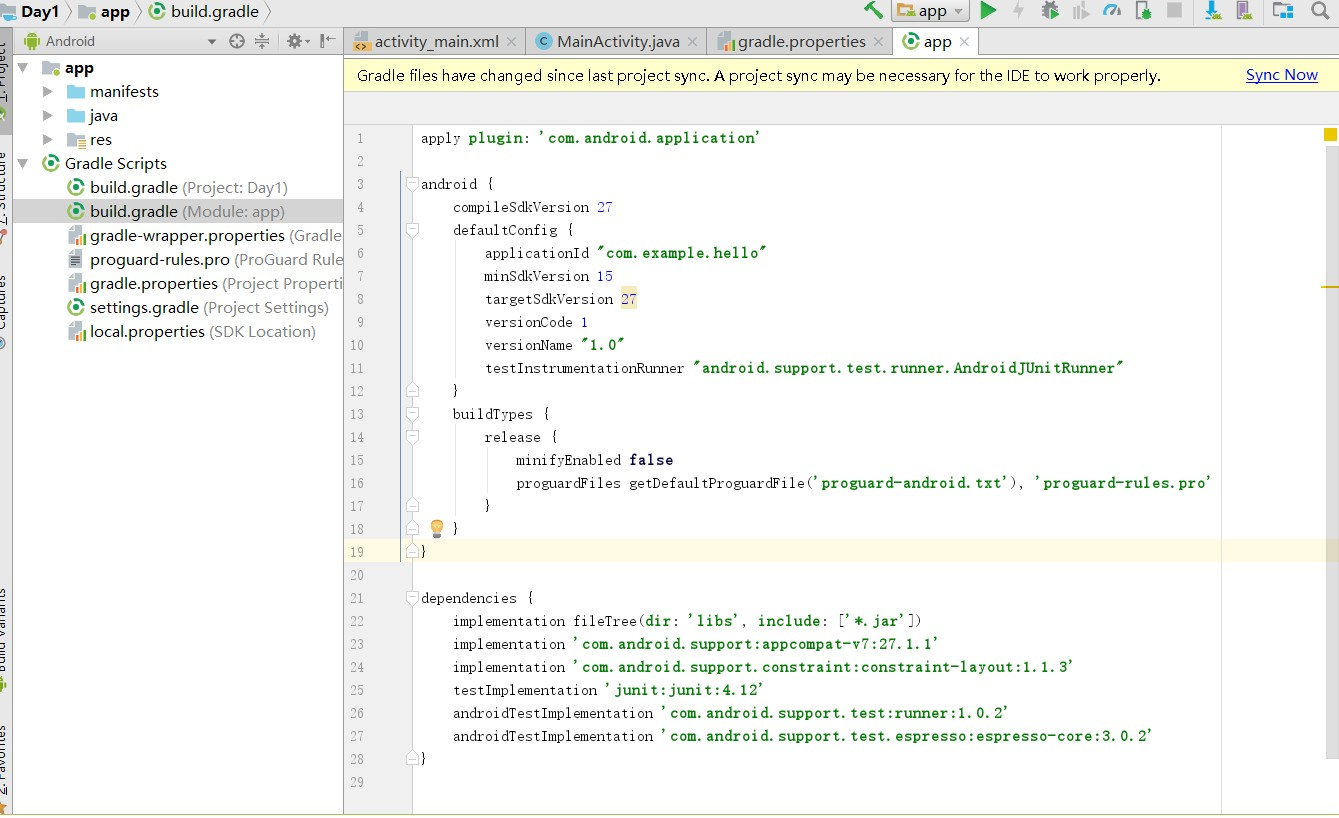 Day1 app build.gradle
app
Android
activity_main.xml MainActivity.java gradle.properties app
Gradle files have changed since last project sync. A project sync may be necessary for the IDE to work properly. Sync Now
app
manifests
java
res
Gradle Scripts
build.gradle (Project: Day1)
build.gradle (Module: app)
gradle-wrapper.properties (Gradle
proguard-rules.pro (ProGuard Rule
gradle.properties (Project Properti
settings.gradle (Project Settings)
local.properties (SDK Location)
1: Project
7: Structure
Captures
Build Variants
2: Favorites
1 apply plugin: 'com.android.application'
2
3 android {
4 compileSdkVersion 27
5 defaultConfig {
6 applicationId "com.example.hello"
7 minSdkVersion 15
8 targetSdkVersion 27
9 versionCode 1
10 versionName "1.0"
11 testInstrumentationRunner "android.support.test.runner.AndroidJUnitRunner"
12 }
13 buildTypes {
14 release {
15 minifyEnabled false
16 proguardFiles getDefaultProguardFile('proguard-android.txt'), 'proguard-rules.pro'
17 }
18 }
19 }
20
21 dependencies {
22 implementation fileTree(dir: 'libs', include: ['*.jar'])
23 implementation 'com.android.support:appcompat-v7:27.1.1'
24 implementation 'com.android.support.constraint:constraint-layout:1.1.3'
25 testImplementation 'junit:junit:4.12'
26 androidTestImplementation 'com.android.support.test:runner:1.0.2'
27 androidTestImplementation 'com.android.support.test.espresso:espresso-core:3.0.2'
28 }
29